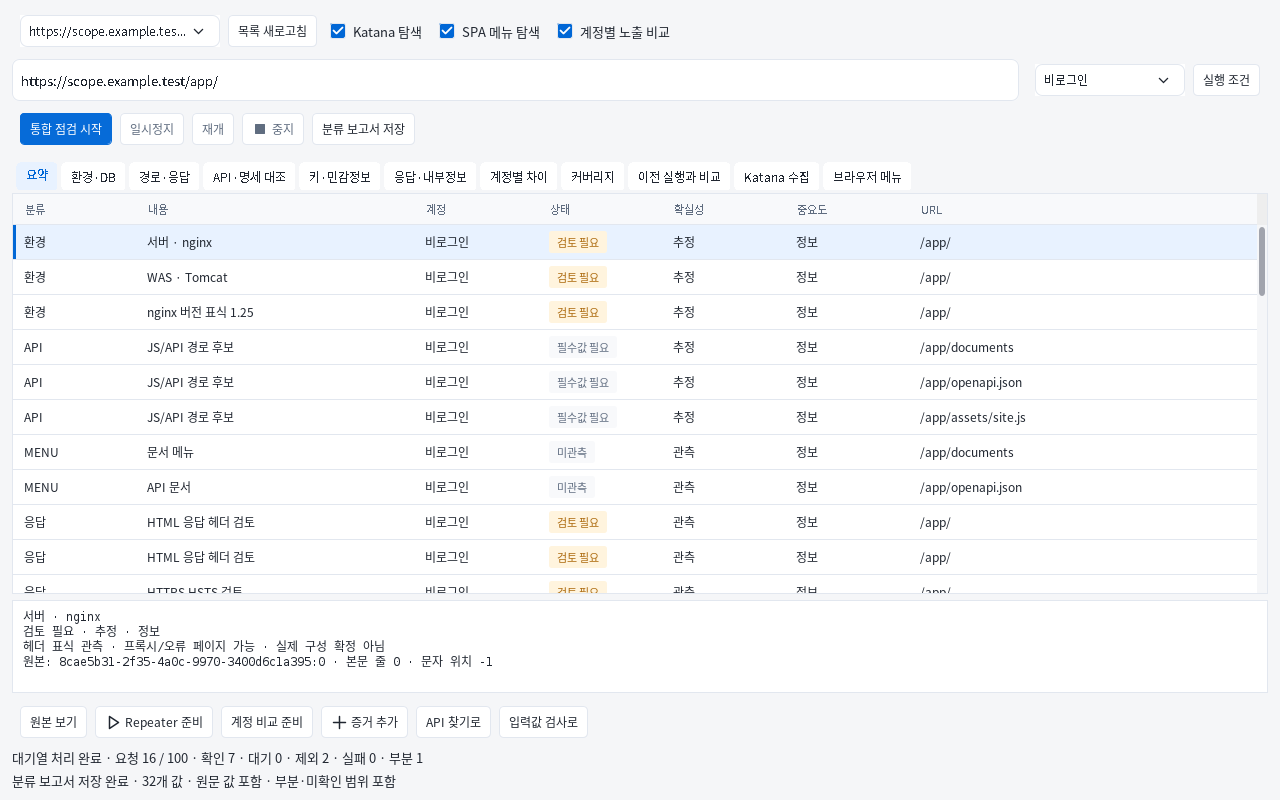 https://scope.example.tes... 목록 새로고침 Katana 탐색 SPA 메뉴 탐색 계정별 노출 비교
https://scope.example.test/app/ 비로그인 실행 조건
통합 점검 시작 일시정지 재개 중지 분류 보고서 저장
요약 환경·DB 경로·응답 API·명세 대조 키·민감정보 응답·내부정보 계정별 차이 커버리지 이전 실행과 비교 Katana 수집 브라우저 메뉴
분류 내용 계정 상태 확실성 중요도 URL
환경 서버 · nginx 비로그인 검토 필요 추정 정보 /app/
환경 WAS · Tomcat 비로그인 검토 필요 추정 정보 /app/
환경 nginx 버전 표식 1.25 비로그인 검토 필요 추정 정보 /app/
API JS/API 경로 후보 비로그인 필수값 필요 추정 정보 /app/documents
API JS/API 경로 후보 비로그인 필수값 필요 추정 정보 /app/openapi.json
API JS/API 경로 후보 비로그인 필수값 필요 추정 정보 /app/assets/site.js
MENU 문서 메뉴 비로그인 미관측 관측 정보 /app/documents
MENU API 문서 비로그인 미관측 관측 정보 /app/openapi.json
응답 HTML 응답 헤더 검토 비로그인 검토 필요 관측 정보 /app/
응답 HTML 응답 헤더 검토 비로그인 검토 필요 관측 정보 /app/
응답 HTTPS HSTS 검토 비로그인 검토 필요 관측 정보 /app/
서버 · nginx
검토 필요 · 추정 · 정보
헤더 표식 관측 · 프록시/오류 페이지 가능 · 실제 구성 확정 아님
원본: 8cae5b31-2f35-4a0c-9970-3400d6c1a395:0 · 본문 줄 0 · 문자 위치 -1
원본 보기 Repeater 준비 계정 비교 준비 증거 추가 API 찾기로 입력값 검사로
대기열 처리 완료 · 요청 16 / 100 · 확인 7 · 대기 0 · 제외 2 · 실패 0 · 부분 1
분류 보고서 저장 완료 · 32개 값 · 원문 값 포함 · 부분·미확인 범위 포함